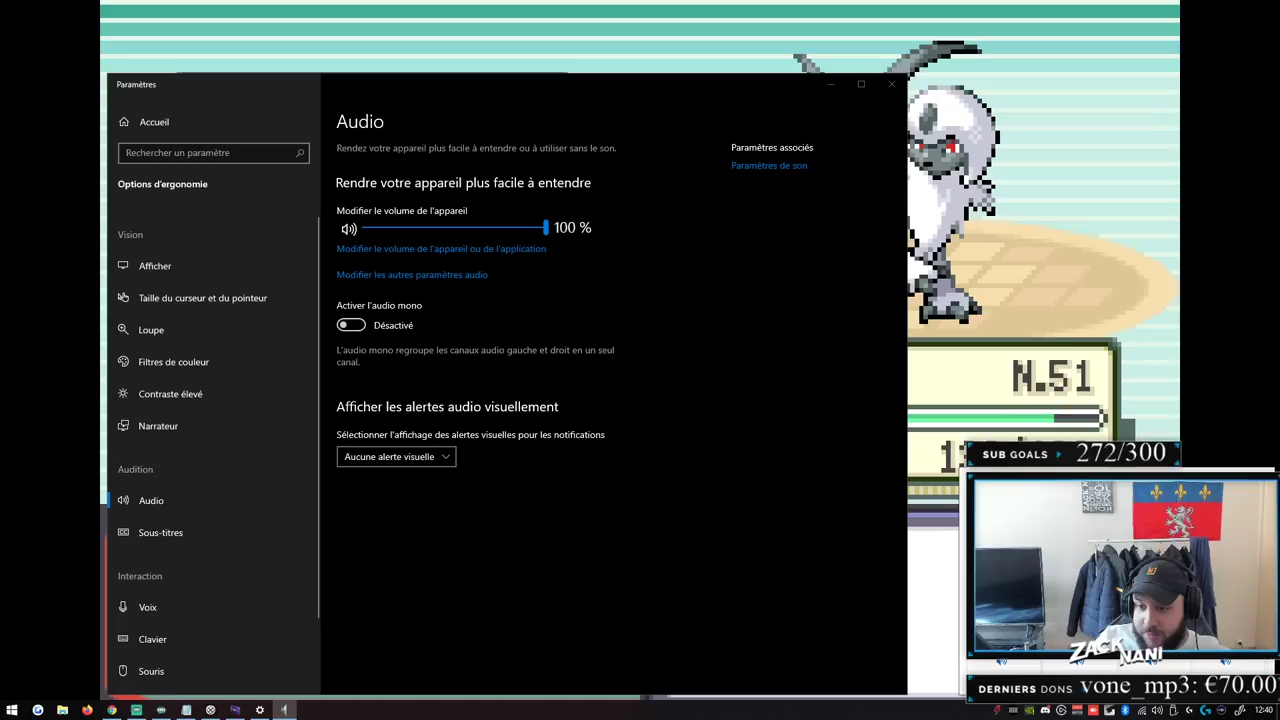 Paramètres
Accueil
Rechercher un paramètre
Options d'ergonomie
Vision
Afficher
Taille du curseur et du pointeur
Loupe
Filtres de couleur
Contraste élevé
Narrateur
Audition
Audio
Sous-titres
Interaction
Voix
Clavier
Souris
Audio
Rendez votre appareil plus facile à entendre ou à utiliser sans le son.
Rendre votre appareil plus facile à entendre
Modifier le volume de l'appareil
100 %
Modifier le volume de l'appareil ou de l'application
Modifier les autres paramètres audio
Activer l'audio mono
Désactivé
L'audio mono regroupe les canaux audio gauche et droit en un seul
canal.
Afficher les alertes audio visuellement
Sélectionner l'affichage des alertes visuelles pour les notifications
Aucune alerte visuelle
Paramètres associés
Paramètres de son
N.51
SUB GOALS 272/300
ZACK
NANI
DERNIERS DONS vone_mp3: €70.00
12:40